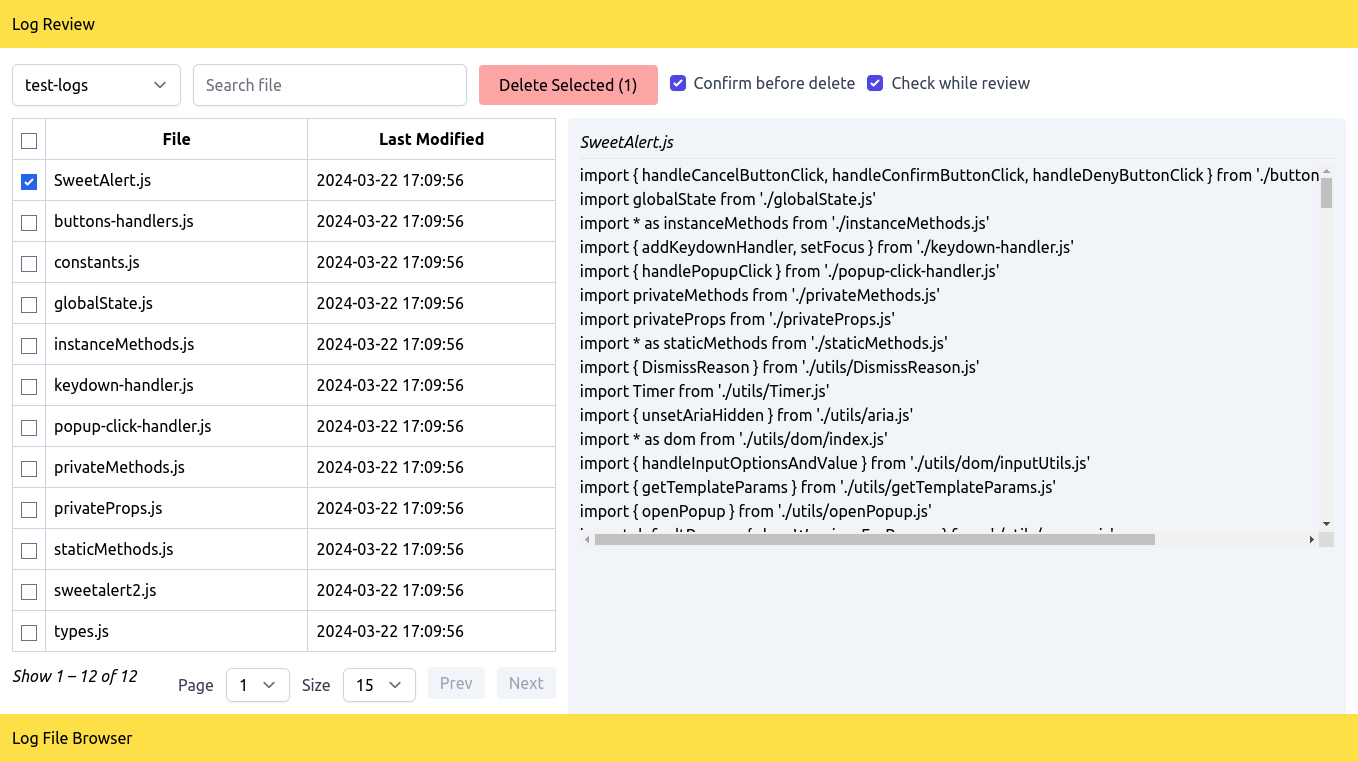 Log Review
test-logs
Search file
Delete Selected (1)
Confirm before delete
Check while review
File Last Modified
SweetAlert.js 2024-03-22 17:09:56
buttons-handlers.js 2024-03-22 17:09:56
constants.js 2024-03-22 17:09:56
globalState.js 2024-03-22 17:09:56
instanceMethods.js 2024-03-22 17:09:56
keydown-handler.js 2024-03-22 17:09:56
popup-click-handler.js 2024-03-22 17:09:56
privateMethods.js 2024-03-22 17:09:56
privateProps.js 2024-03-22 17:09:56
staticMethods.js 2024-03-22 17:09:56
sweetalert2.js 2024-03-22 17:09:56
types.js 2024-03-22 17:09:56
Show 1 – 12 of 12
Page 1 Size 15 Prev Next
SweetAlert.js
import { handleCancelButtonClick, handleConfirmButtonClick, handleDenyButtonClick } from './button
import globalState from './globalState.js'
import * as instanceMethods from './instanceMethods.js'
import { addKeydownHandler, setFocus } from './keydown-handler.js'
import { handlePopupClick } from './popup-click-handler.js'
import privateMethods from './privateMethods.js'
import privateProps from './privateProps.js'
import * as staticMethods from './staticMethods.js'
import { DismissReason } from './utils/DismissReason.js'
import Timer from './utils/Timer.js'
import { unsetAriaHidden } from './utils/aria.js'
import * as dom from './utils/dom/index.js'
import { handleInputOptionsAndValue } from './utils/dom/inputUtils.js'
import { getTemplateParams } from './utils/getTemplateParams.js'
import { openPopup } from './utils/openPopup.js'
Log File Browser